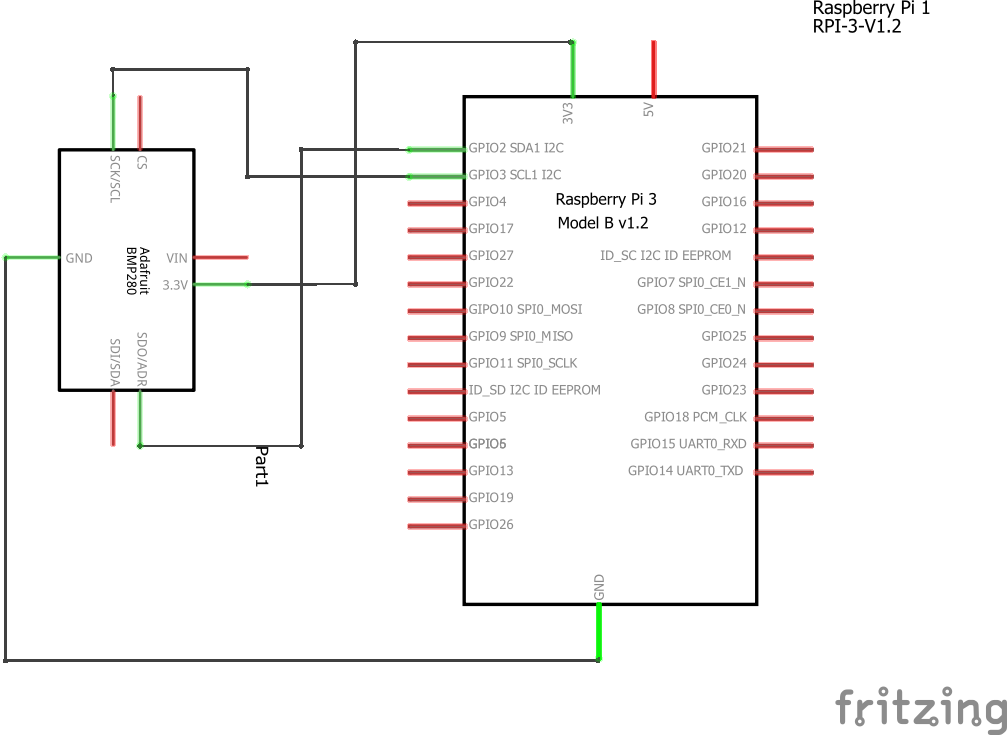 Raspberry Pi 1
RPI-3-V1.2
3V3
5V
SCK/SCL
CS
GND
VIN
3.3V
Adafruit
BMP280
SDI/SDA
SDO/ADR
Part1
GPIO2 SDA1 I2C
GPIO3 SCL1 I2C
GPIO4
GPIO17
GPIO27
GPIO22
GIPO10 SPI0_MOSI
GPIO9 SPI0_MISO
GPIO11 SPI0_SCLK
ID_SD I2C ID EEPROM
GPIO5
GPIO6
GPIO13
GPIO19
GPIO26
Raspberry Pi 3
Model B v1.2
GPIO21
GPIO20
GPIO16
GPIO12
ID_SC I2C ID EEPROM
GPIO7 SPI0_CE1_N
GPIO8 SPI0_CE0_N
GPIO25
GPIO24
GPIO23
GPIO18 PCM_CLK
GPIO15 UART0_RXD
GPIO14 UART0_TXD
GND
fritzing